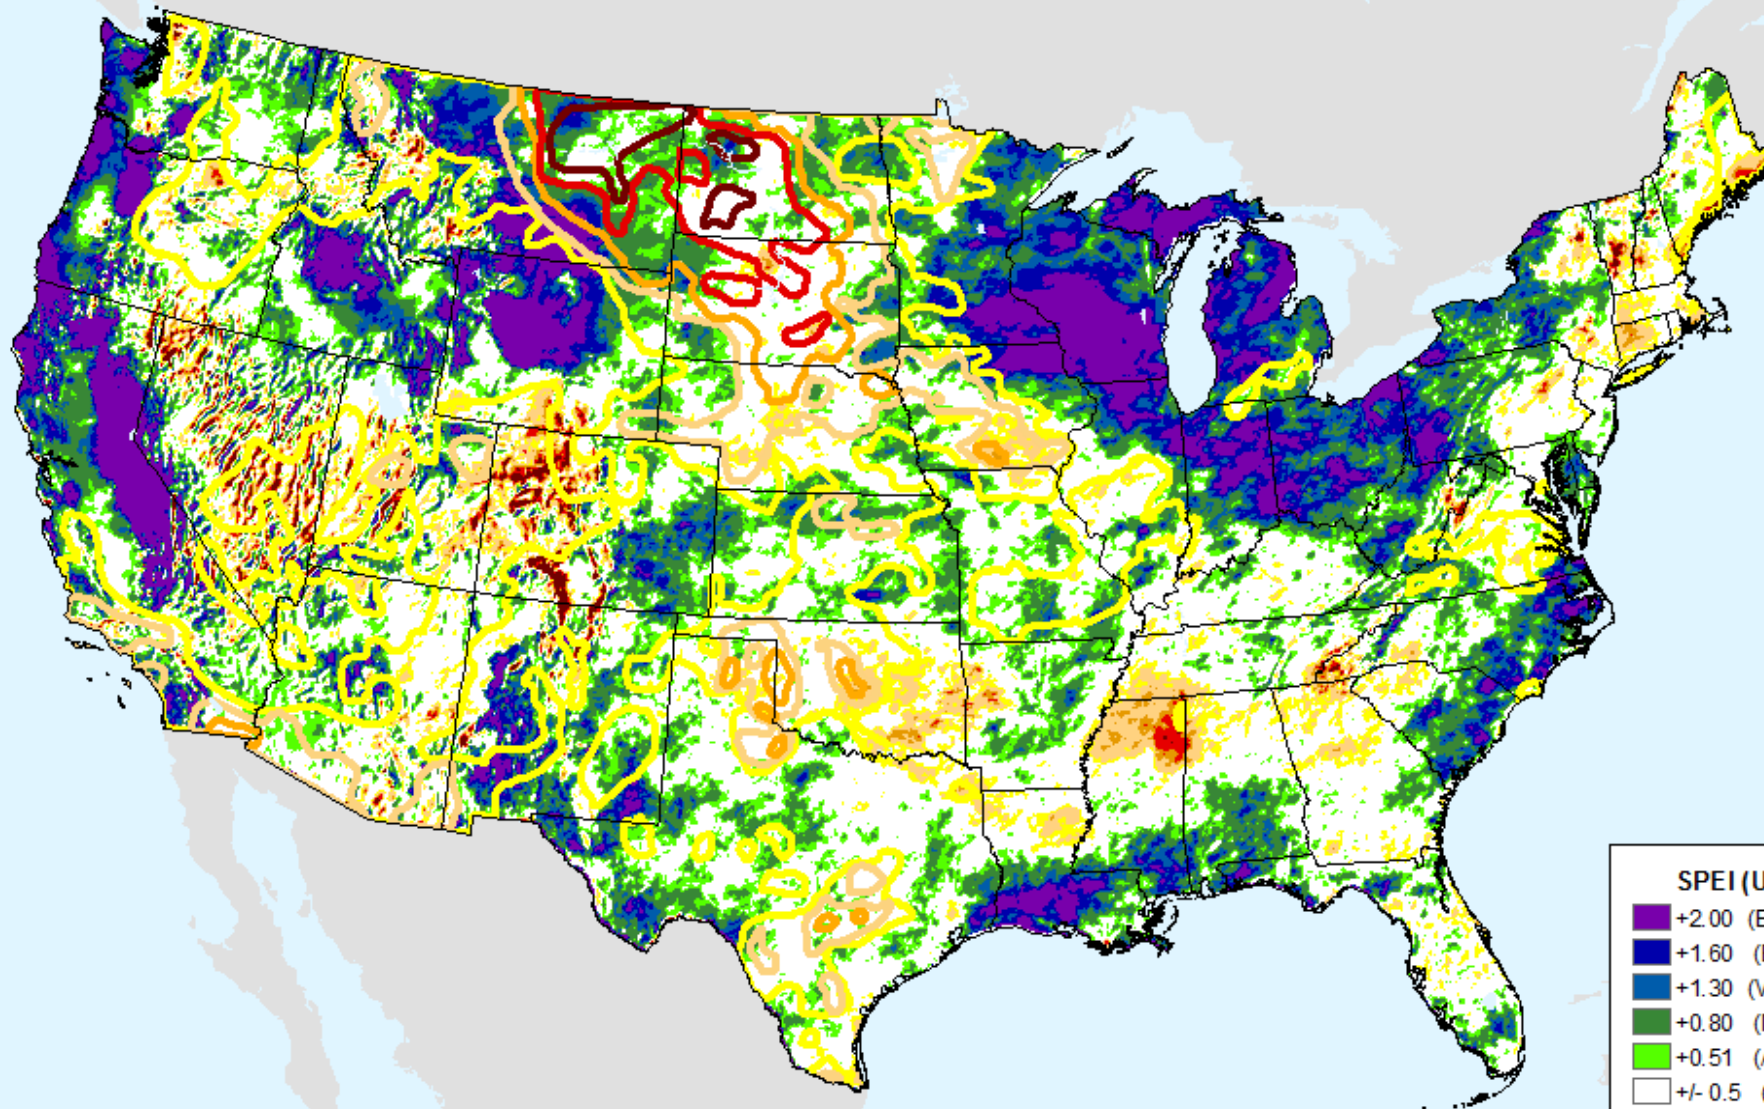 SPEI (U
+2.00 (E
+1.60 (
+1.30 (V
+0.80 (
+0.51 (
+/- 0.5 (